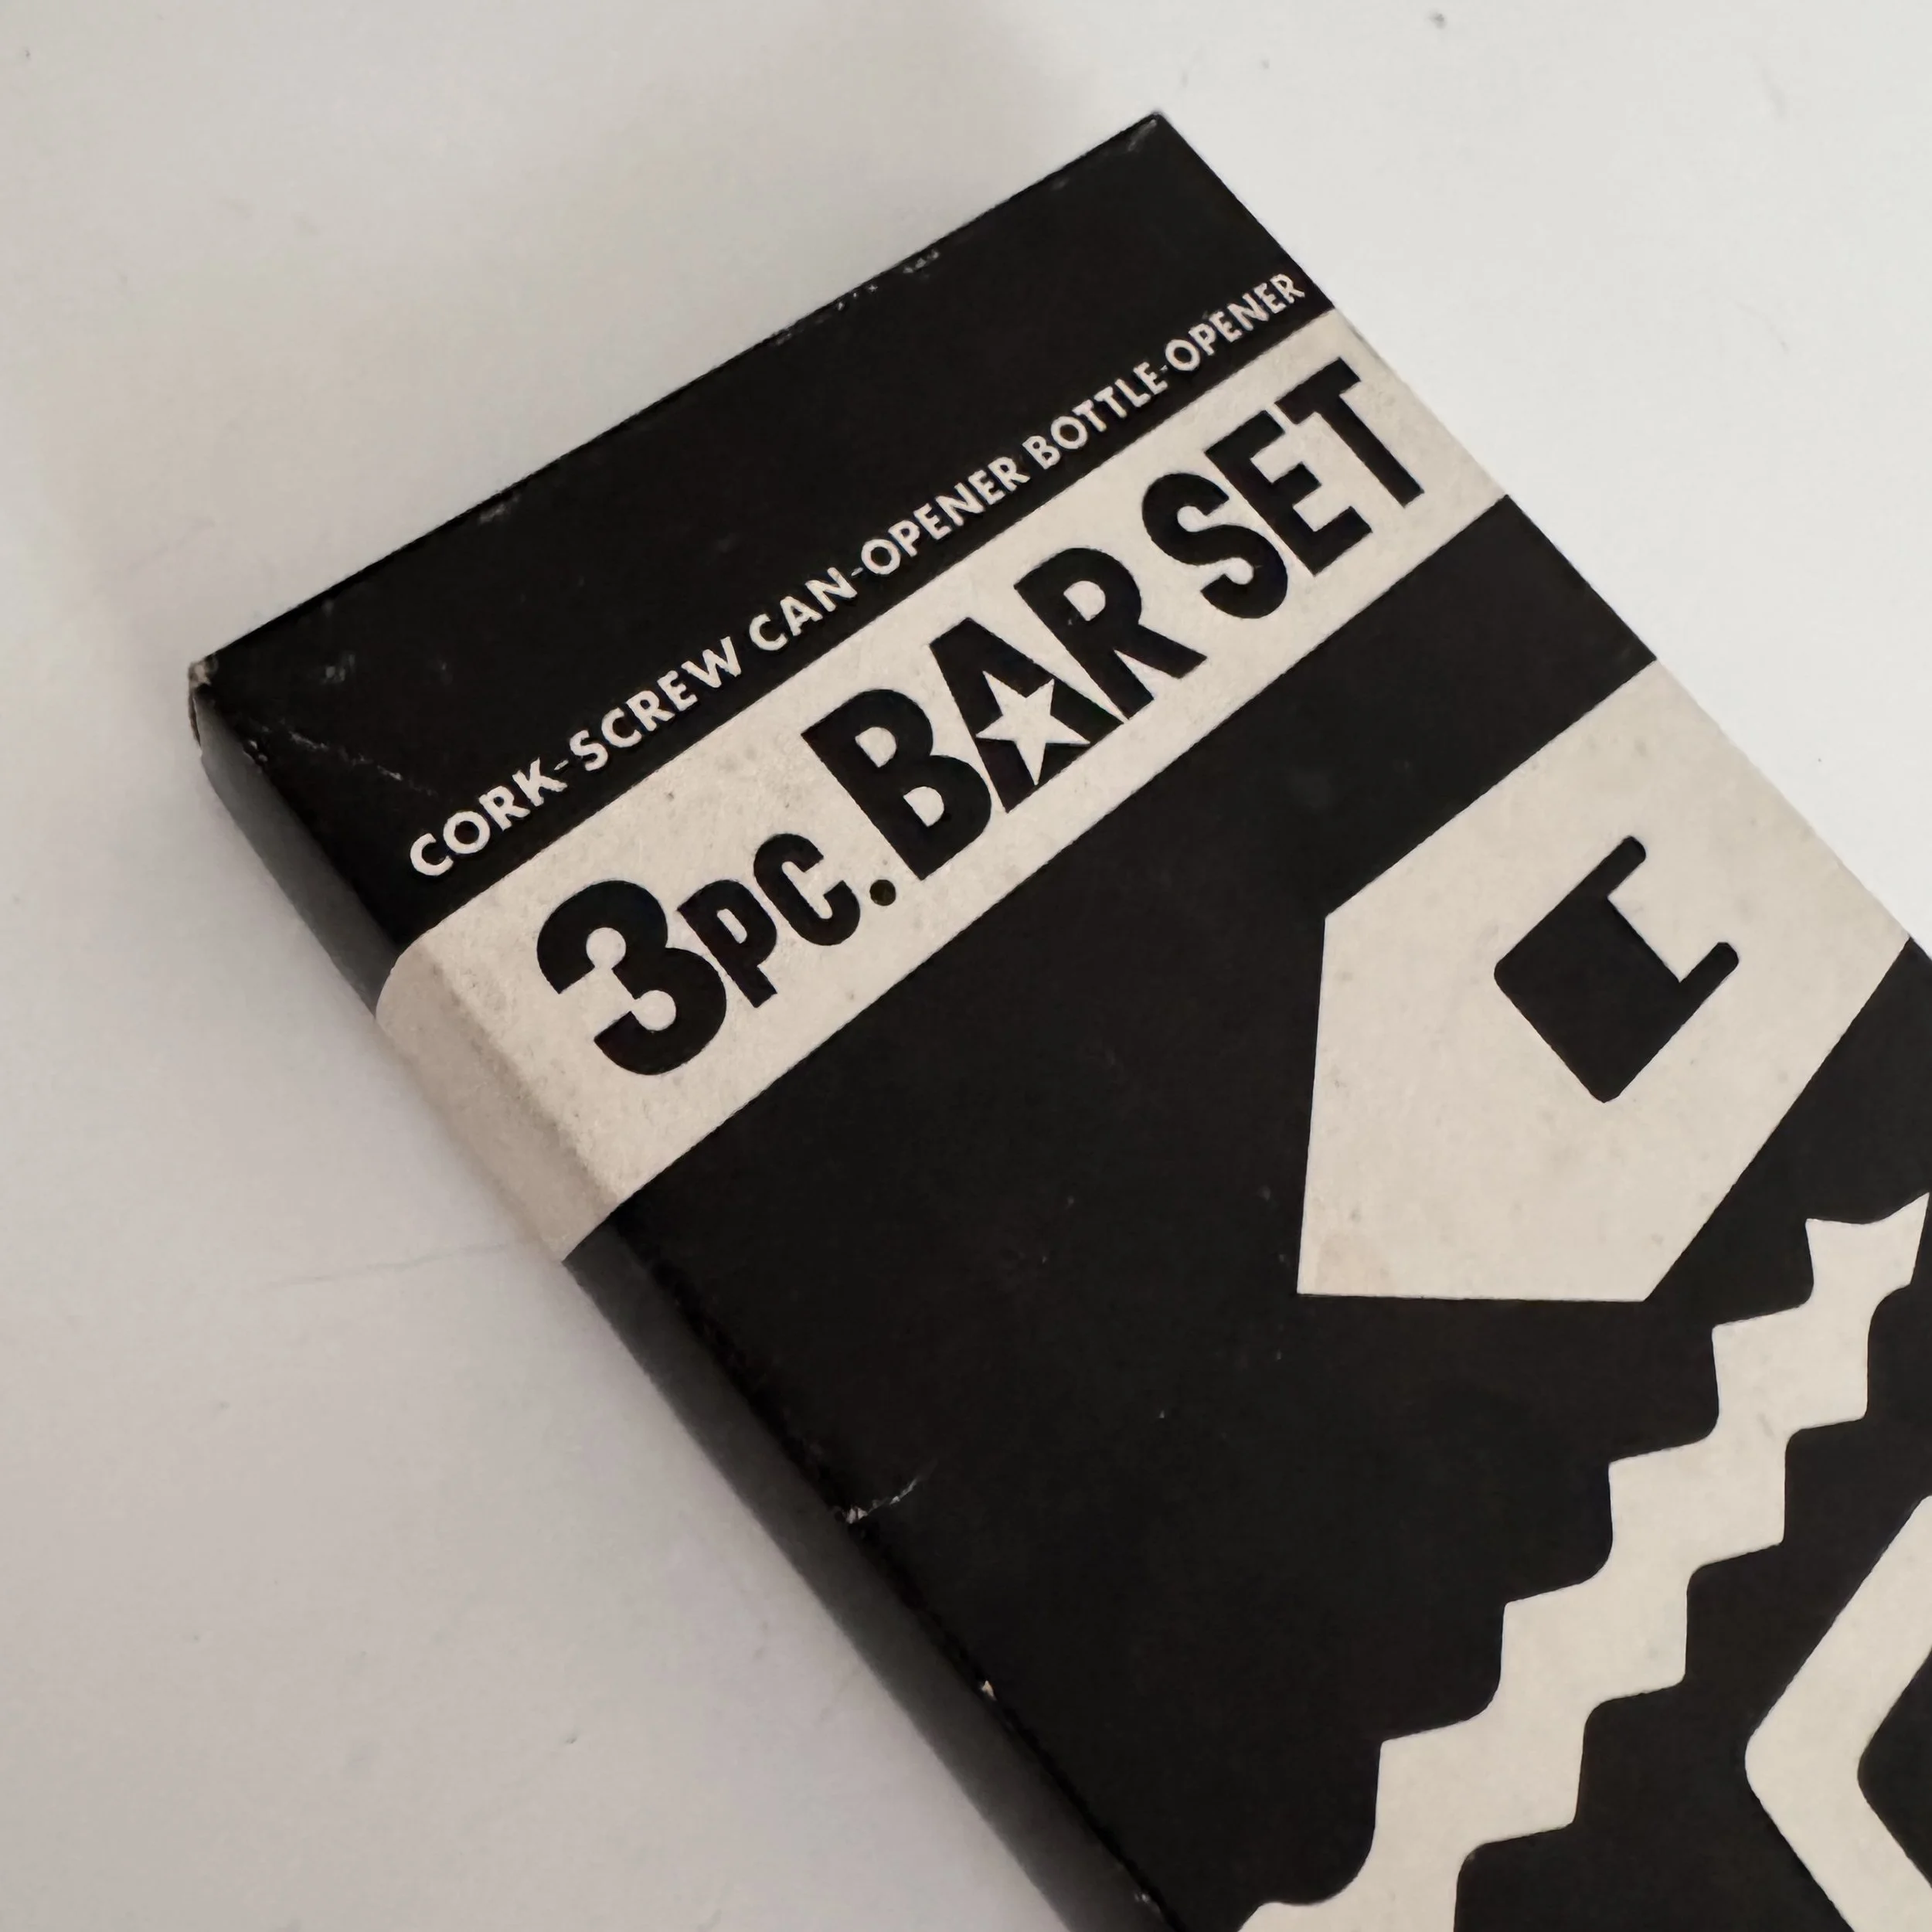 CORK-SCREW CAN-OPENER BOTTLE-OPENER
3PC. BAR SET